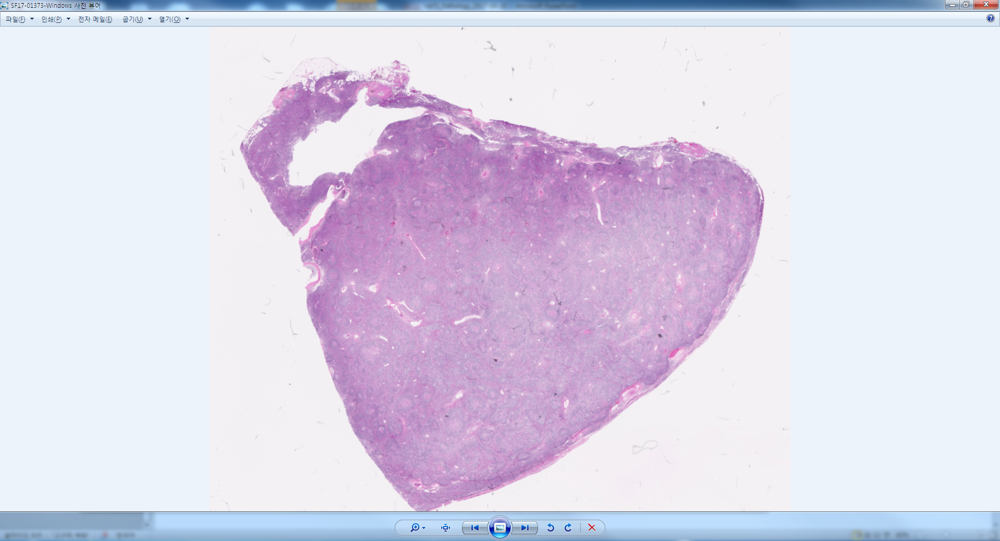 SF17-01373-Windows 사진 뷰어
파일(F) 인쇄(P) 전자 메일(E) 굽기(U) 열기(O)